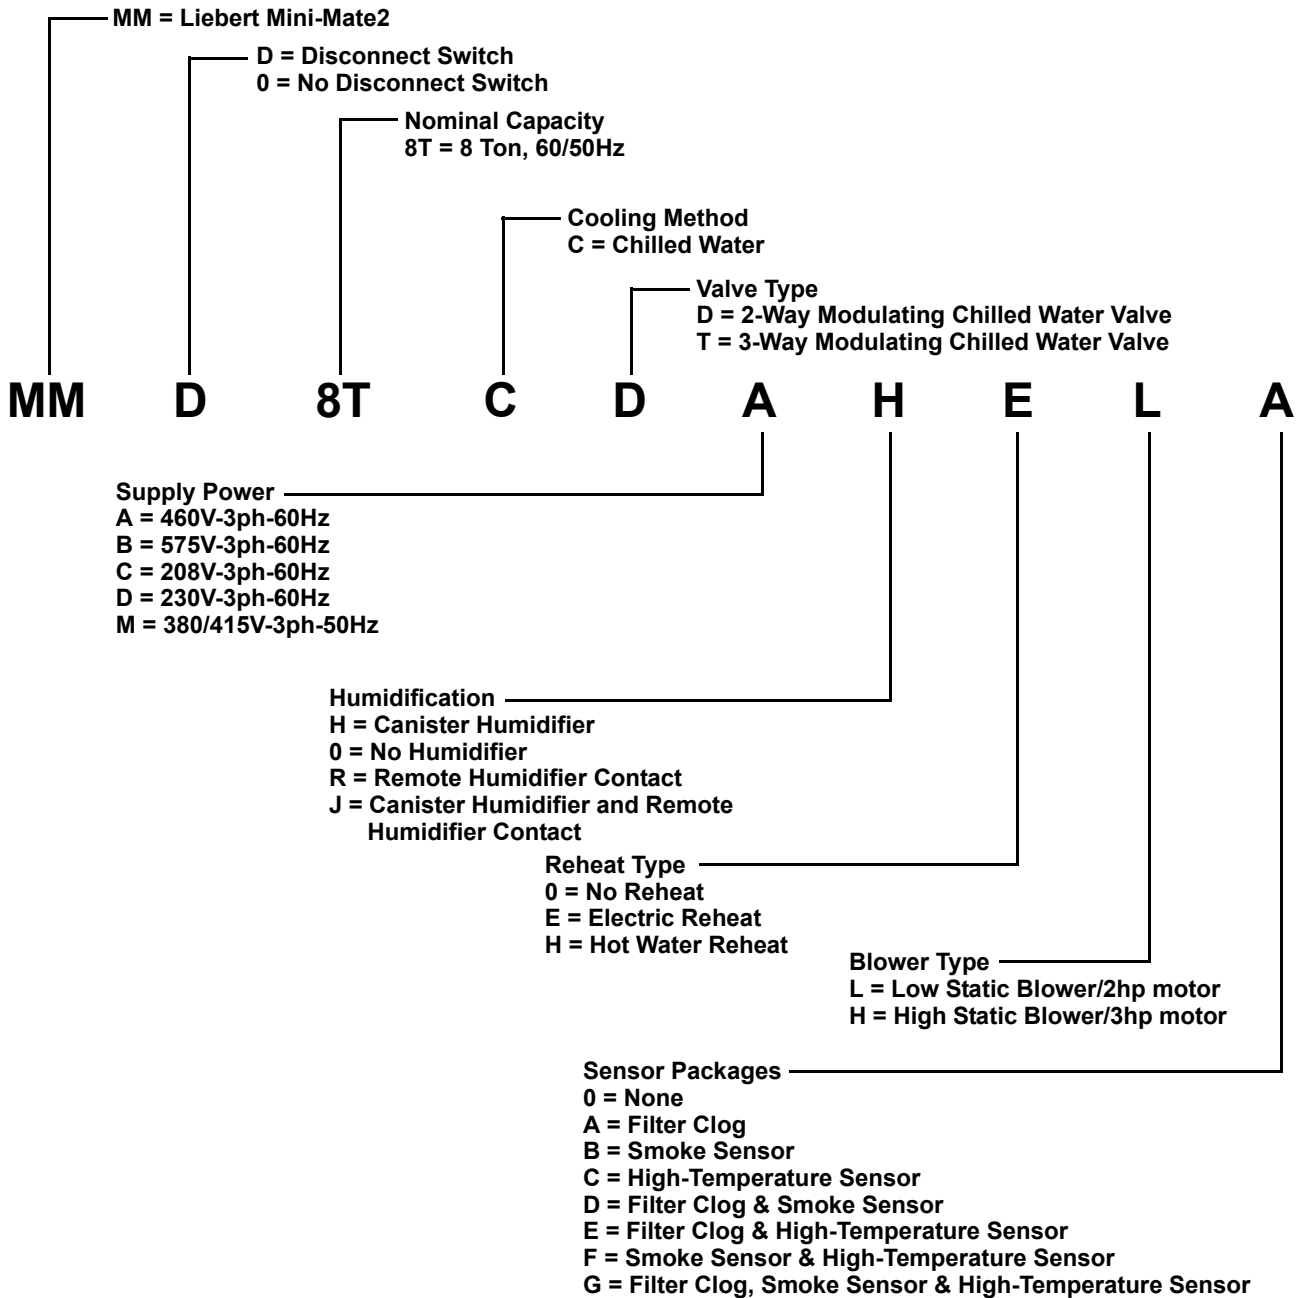 MM = Liebert Mini-Mate2
D = Disconnect Switch
0 = No Disconnect Switch
Nominal Capacity
8T = 8 Ton, 60/50Hz
Cooling Method
C = Chilled Water
Valve Type
D = 2-Way Modulating Chilled Water Valve
T = 3-Way Modulating Chilled Water Valve
MM D 8T C D A H E L A
Supply Power
A = 460V-3ph-60Hz
B = 575V-3ph-60Hz
C = 208V-3ph-60Hz
D = 230V-3ph-60Hz
M = 380/415V-3ph-50Hz
Humidification
H = Canister Humidifier
0 = No Humidifier
R = Remote Humidifier Contact
J = Canister Humidifier and Remote
Humidifier Contact
Reheat Type
0 = No Reheat
E = Electric Reheat
H = Hot Water Reheat
Blower Type
L = Low Static Blower/2hp motor
H = High Static Blower/3hp motor
Sensor Packages
0 = None
A = Filter Clog
B = Smoke Sensor
C = High-Temperature Sensor
D = Filter Clog & Smoke Sensor
E = Filter Clog & High-Temperature Sensor
F = Smoke Sensor & High-Temperature Sensor
G = Filter Clog, Smoke Sensor & High-Temperature Sensor